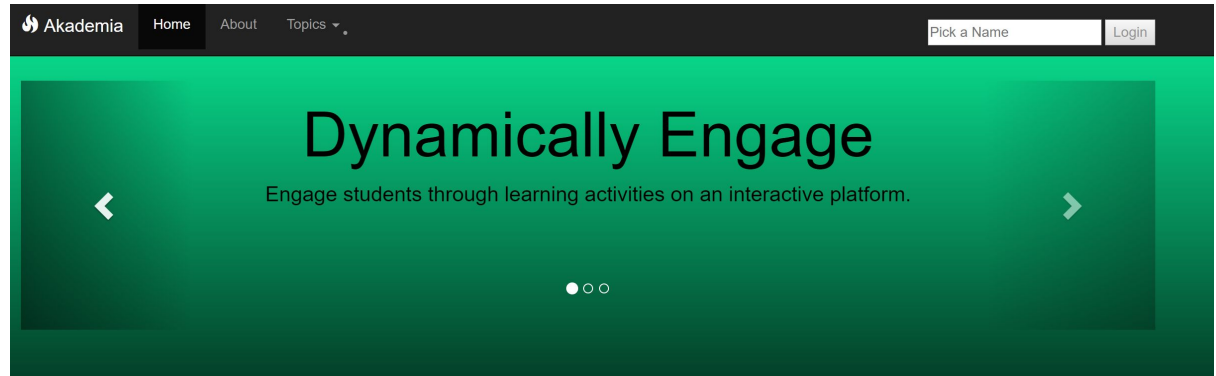 Akademia Home About Topics Pick a Name Login
Dynamically Engage
Engage students through learning activities on an interactive platform.